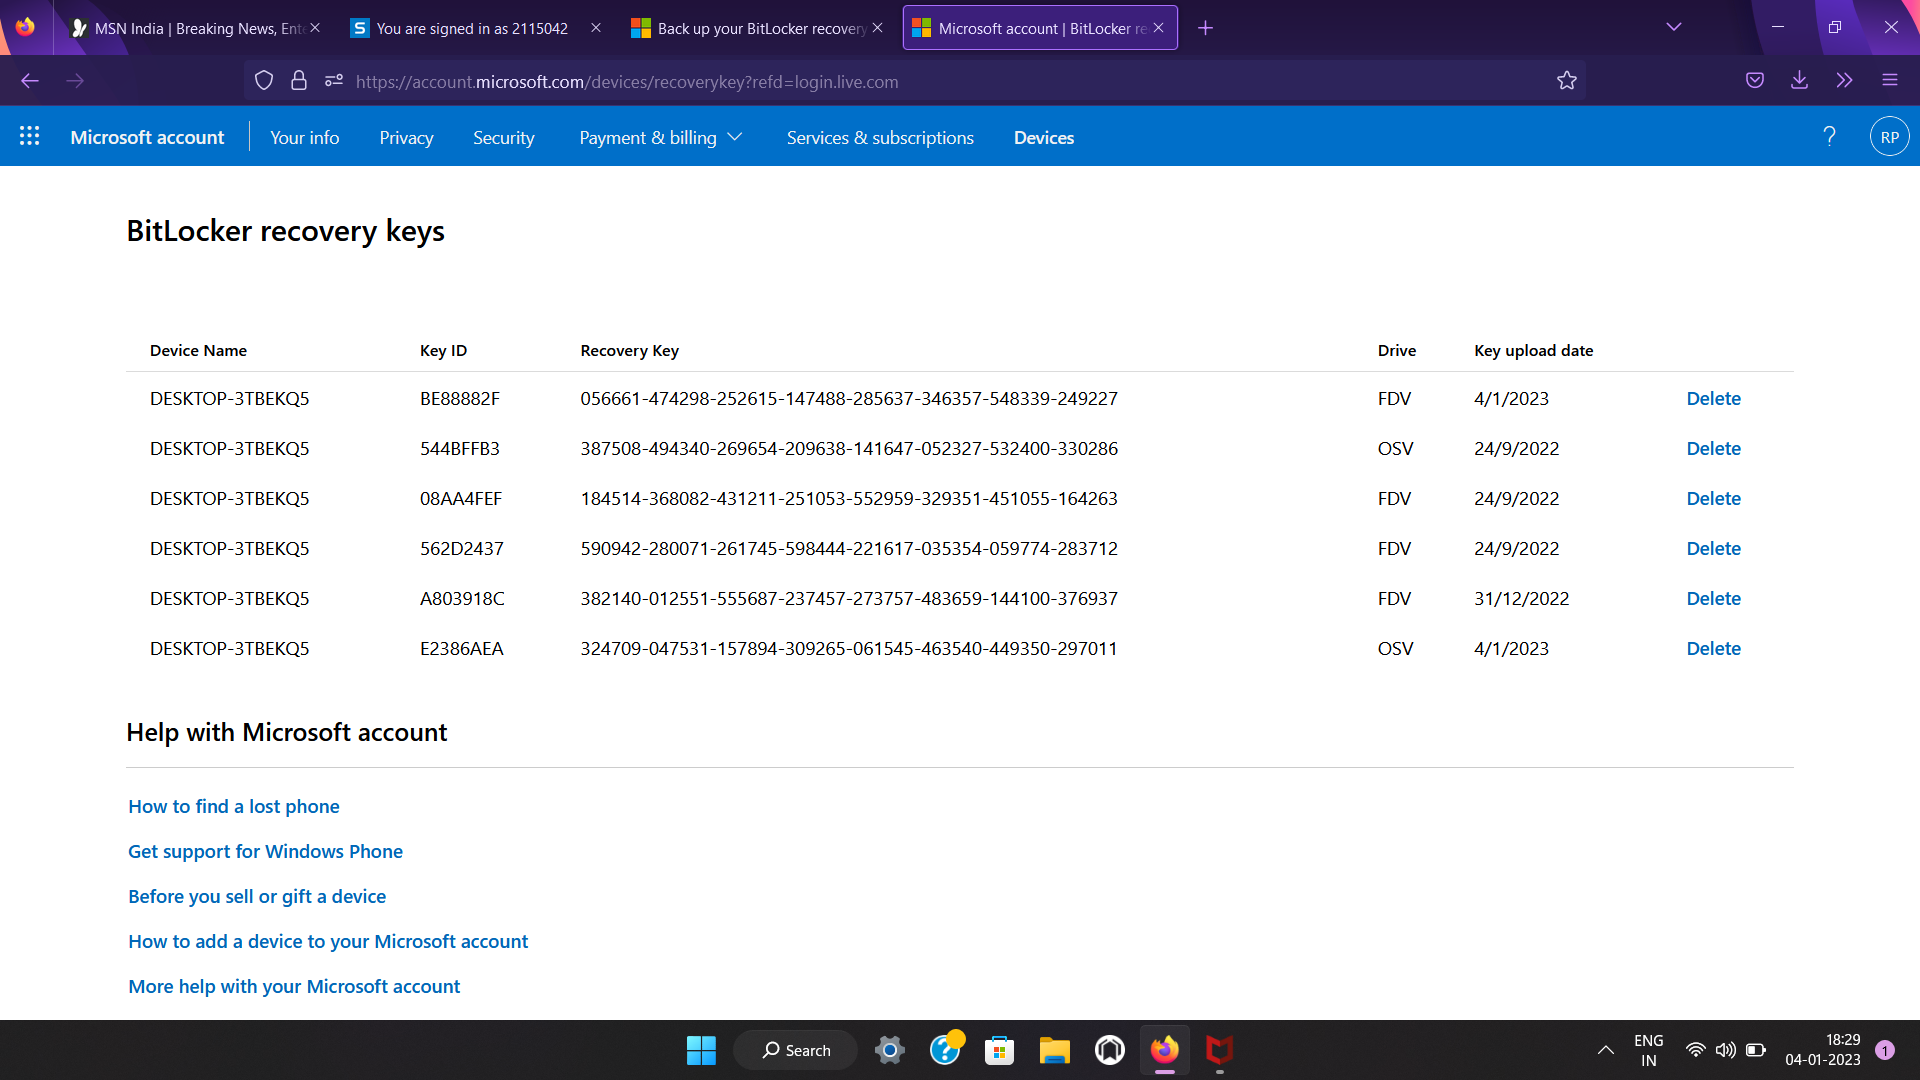 MSN India | Breaking News, Ente
You are signed in as 2115042
Back up your BitLocker recovery
Microsoft account | BitLocker re
https://account.microsoft.com/devices/recoverykey?refd=login.live.com
Microsoft account
Your info
Privacy
Security
Payment & billing
Services & subscriptions
Devices
?
RP
BitLocker recovery keys
Device Name Key ID Recovery Key Drive Key upload date
DESKTOP-3TBEKQ5 BE88882F 056661-474298-252615-147488-285637-346357-548339-249227 FDV 4/1/2023 Delete
DESKTOP-3TBEKQ5 544BFFB3 387508-494340-269654-209638-141647-052327-532400-330286 OSV 24/9/2022 Delete
DESKTOP-3TBEKQ5 08AA4FEF 184514-368082-431211-251053-552959-329351-451055-164263 FDV 24/9/2022 Delete
DESKTOP-3TBEKQ5 562D2437 590942-280071-261745-598444-221617-035354-059774-283712 FDV 24/9/2022 Delete
DESKTOP-3TBEKQ5 A803918C 382140-012551-555687-237457-273757-483659-144100-376937 FDV 31/12/2022 Delete
DESKTOP-3TBEKQ5 E2386AEA 324709-047531-157894-309265-061545-463540-449350-297011 OSV 4/1/2023 Delete
Help with Microsoft account
How to find a lost phone
Get support for Windows Phone
Before you sell or gift a device
How to add a device to your Microsoft account
More help with your Microsoft account
Search
ENG
IN
18:29
04-01-2023
1